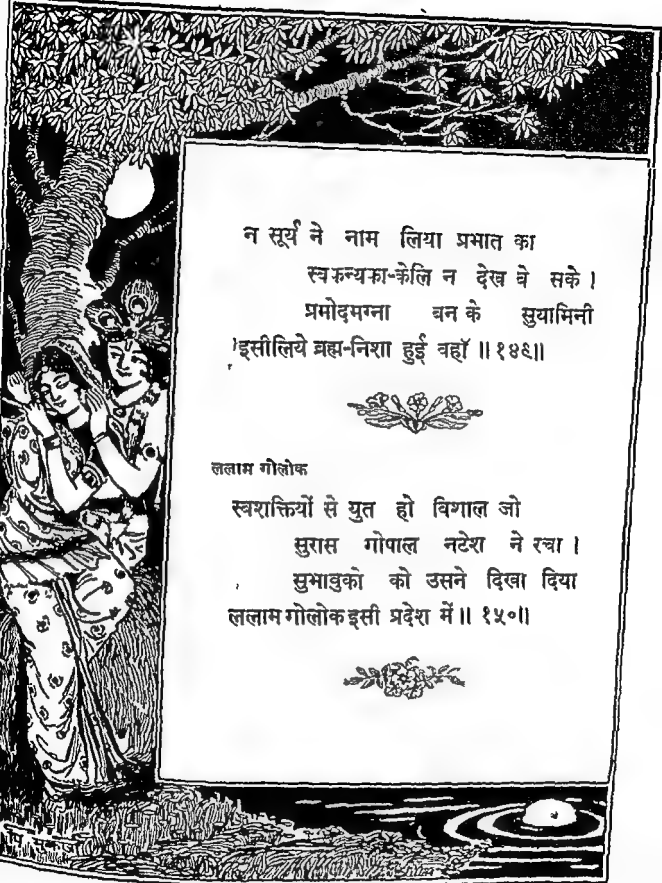 न सूर्य ने नाम लिया प्रभात का
स्वकन्यका-केलि न देख वे सके ।
प्रमोदमग्ना बन के सुयामिनी
इसीलिये ब्रह्म-निशा हुई वहाँ ॥ १४९॥
ललाम गोलोक
स्वशक्तियों से युत हो विशाल जो
सुरास गोपाल नटेश ने रचा ।
सुभावुको को उसने दिखा दिया
ललाम गोलोक इसी प्रदेश में ॥ १५०॥